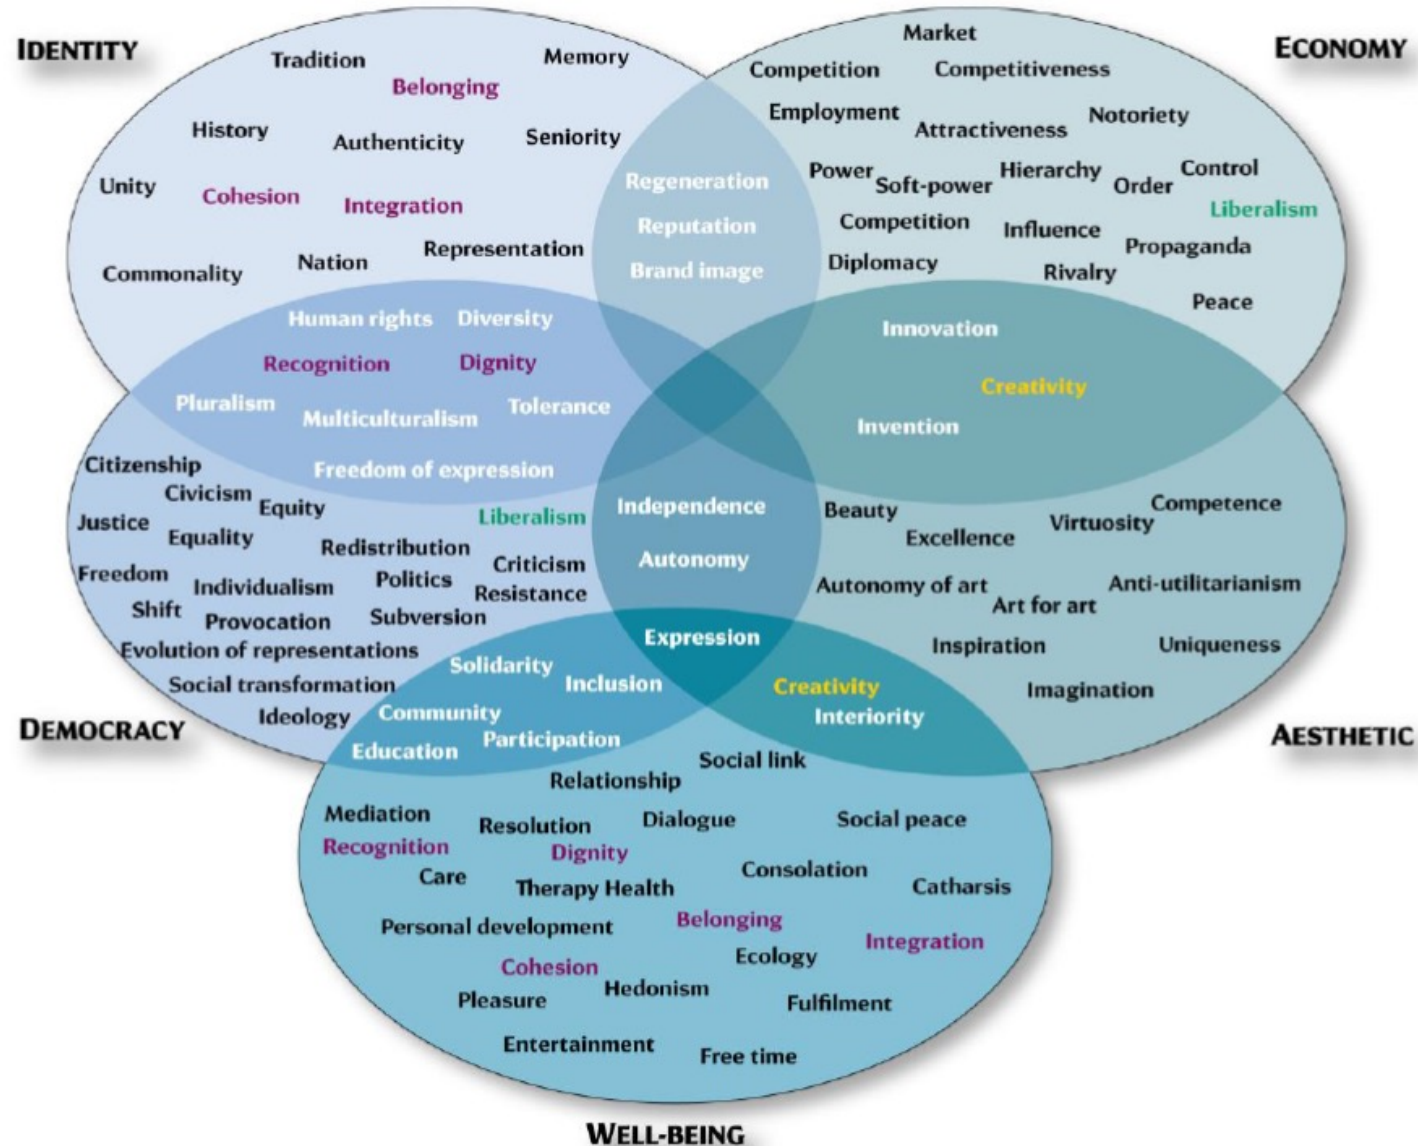 IDENTITY
ECONOMY
Tradition
Memory
Belonging
History
Authenticity
Seniority
Unity
Cohesion
Integration
Commonality
Nation
Representation
Regeneration
Reputation
Brand image
Market
Competition
Competitiveness
Employment
Attractiveness
Notoriety
Power
Soft-power
Hierarchy
Order
Control
Liberalism
Competition
Influence
Propaganda
Diplomacy
Rivalry
Peace
Human rights
Diversity
Recognition
Dignity
Pluralism
Multiculturalism
Tolerance
Freedom of expression
Innovation
Creativity
Invention
Citizenship
Civicism
Equity
Justice
Equality
Liberalism
Redistribution
Criticism
Freedom
Individualism
Politics
Resistance
Shift
Provocation
Subversion
Evolution of representations
Social transformation
Ideology
DEMOCRACY
Independence
Autonomy
Expression
Beauty
Excellence
Virtuosity
Competence
Autonomy of art
Art for art
Anti-utilitarianism
Inspiration
Uniqueness
Imagination
AESTHETIC
Solidarity
Inclusion
Community
Education
Participation
Creativity
Interiority
Social link
Relationship
Mediation
Resolution
Dialogue
Social peace
Recognition
Dignity
Care
Therapy Health
Consolation
Catharsis
Personal development
Belonging
Integration
Cohesion
Ecology
Pleasure
Hedonism
Fulfilment
Entertainment
Free time
WELL-BEING